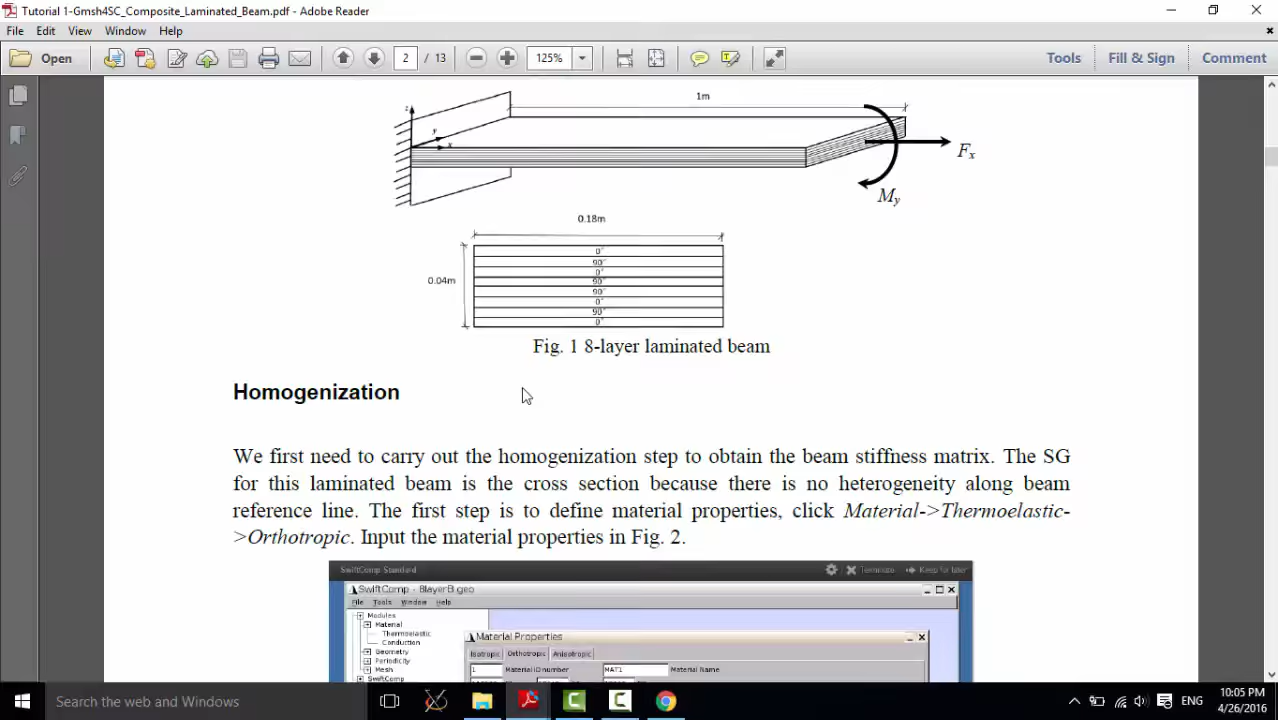 Tutorial 1-Gmsh4SC_Composite_Laminated_Beam.pdf - Adobe Reader
File Edit View Window Help
Open 2 / 13 125% Tools Fill & Sign Comment
1m
z
y
x
Fx
My
0.18m
0.04m
0°
90°
0°
90°
90°
0°
90°
0°
Fig. 1 8-layer laminated beam
Homogenization
We first need to carry out the homogenization step to obtain the beam stiffness matrix. The SG
for this laminated beam is the cross section because there is no heterogeneity along beam
reference line. The first step is to define material properties, click Material->Thermoelastic-
>Orthotropic. Input the material properties in Fig. 2.
SwiftComp Standard Terminate Keep for later
SwiftComp - 8layerBI.geo
File Tools Window Help
Modules
Material
Thermoelastic
Conduction
Geometry
Periodicity
Mesh
SwiftComp
Material Properties
Isotropic Orthotropic Anisotropic
1 Material ID number MAT1 Material Name
Search the web and Windows
ENG
10:05 PM
4/26/2016